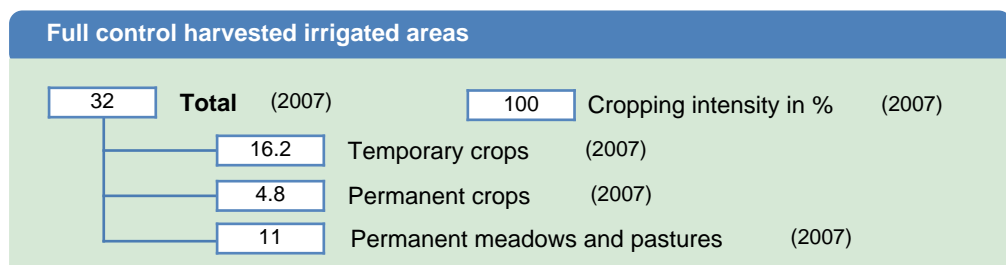 Full control harvested irrigated areas
32 Total (2007) 100 Cropping intensity in % (2007)
16.2 Temporary crops (2007)
4.8 Permanent crops (2007)
11 Permanent meadows and pastures (2007)